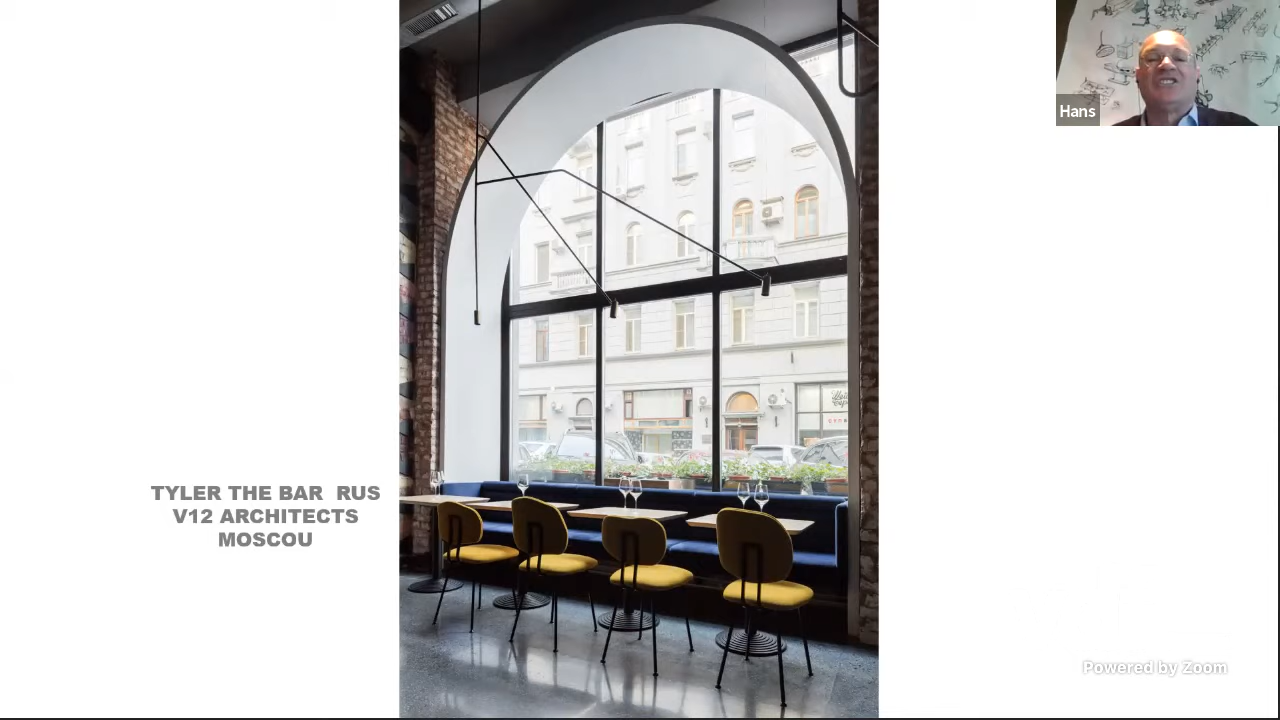 Hans
TYLER THE BAR  RUS
V12 ARCHITECTS
MOSCOU
Powered by Zoom